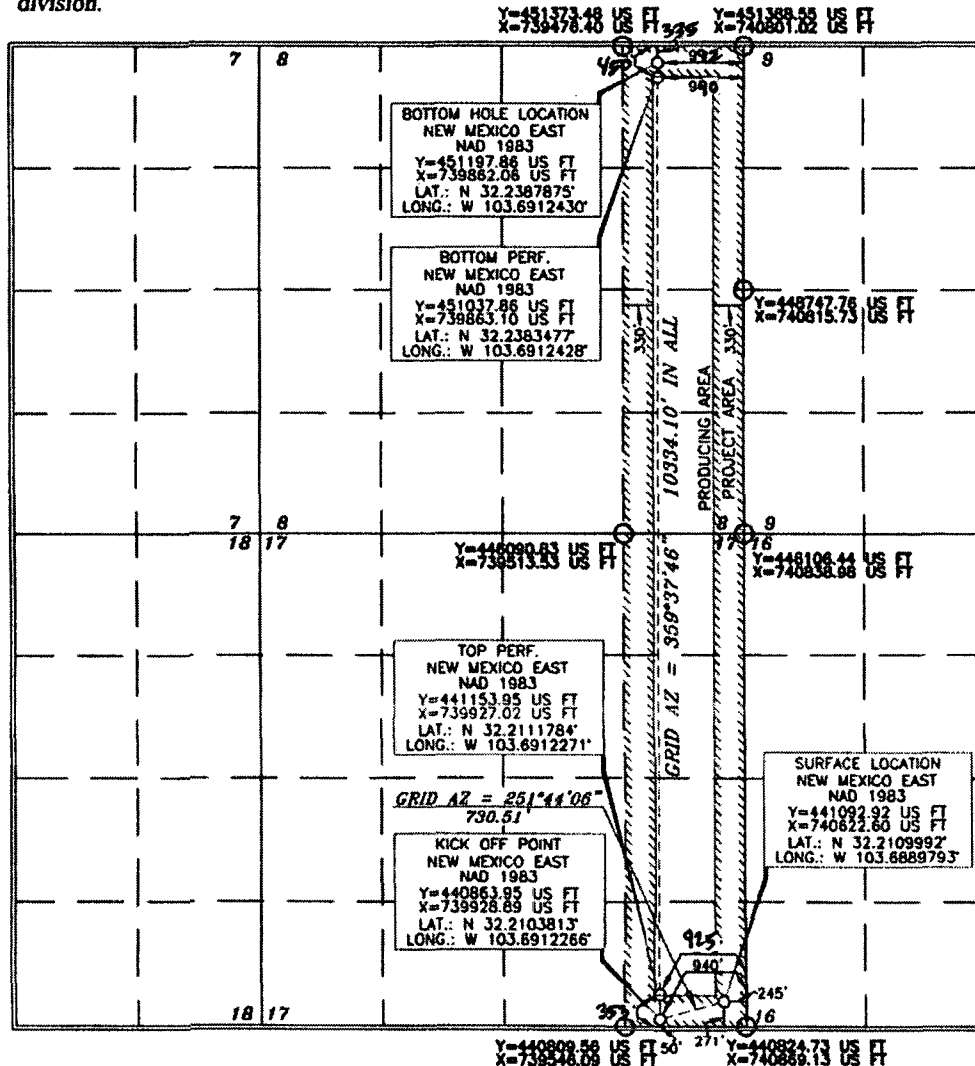 division.
Y=451373.48 US FT
X=739476.40 US FT
Y=451388.55 US FT
X=740801.02 US FT
335
7 8
450
992
990
9
BOTTOM HOLE LOCATION
NEW MEXICO EAST
NAD 1983
Y=451197.86 US FT
X=739862.06 US FT
LAT.: N 32.2387875°
LONG.: W 103.6912430°
BOTTOM PERF.
NEW MEXICO EAST
NAD 1983
Y=451037.86 US FT
X=739863.10 US FT
LAT.: N 32.2383477°
LONG.: W 103.6912428°
Y=448747.76 US FT
X=740815.73 US FT
330'
330'
10334.10' IN ALL
PRODUCING AREA
PROJECT AREA
GRID AZ = 359°37'46"
7 8
18 17
8 9
17 16
Y=446090.83 US FT
X=739513.53 US FT
Y=446106.44 US FT
X=740838.98 US FT
TOP PERF.
NEW MEXICO EAST
NAD 1983
Y=441153.95 US FT
X=739927.02 US FT
LAT.: N 32.2111784°
LONG.: W 103.6912271°
GRID AZ = 251°44'06"
730.51'
KICK OFF POINT
NEW MEXICO EAST
NAD 1983
Y=440863.95 US FT
X=739928.89 US FT
LAT.: N 32.2103813°
LONG.: W 103.6912266°
SURFACE LOCATION
NEW MEXICO EAST
NAD 1983
Y=441092.92 US FT
X=740622.60 US FT
LAT.: N 32.2109992°
LONG.: W 103.6889793°
925
940'
245'
353
18 17
50'
271'
16
Y=440809.56 US FT
X=739546.09 US FT
Y=440824.73 US FT
X=740869.13 US FT